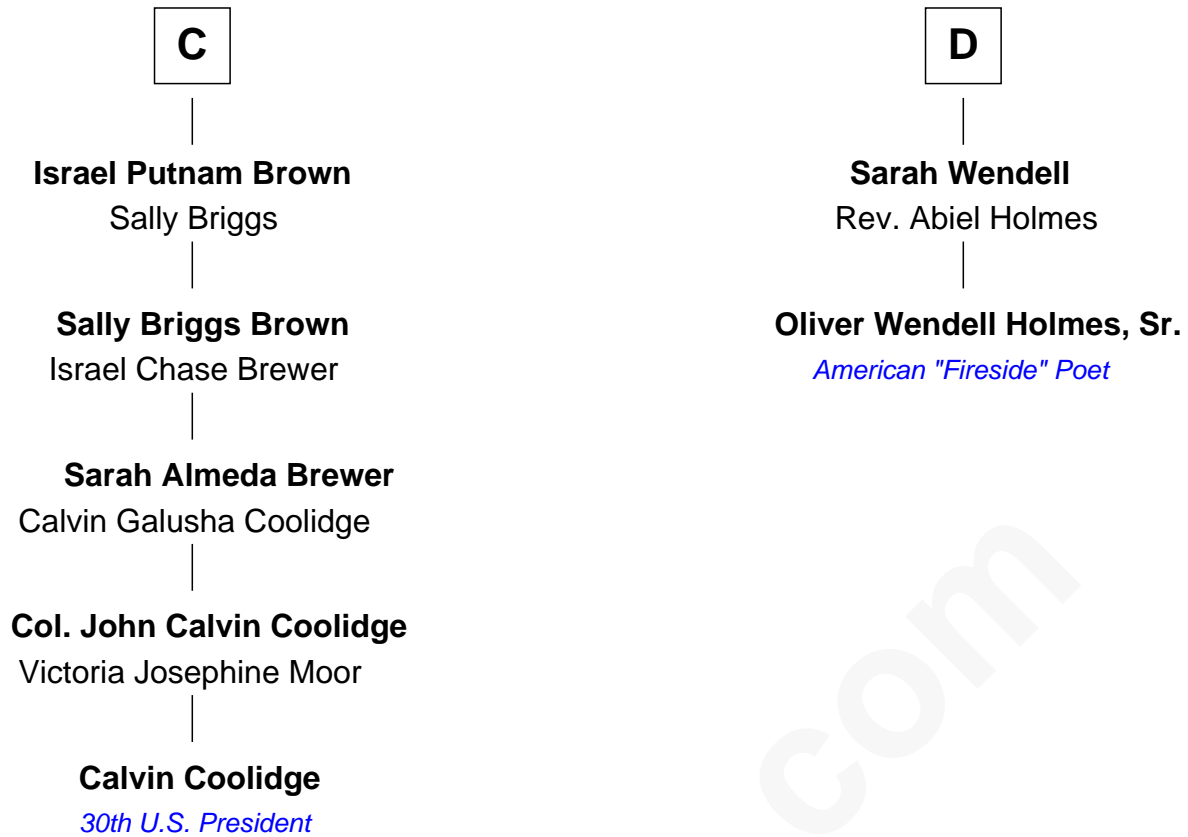 C
Israel Putnam Brown
Sally Briggs
Sally Briggs Brown
Israel Chase Brewer
Sarah Almeda Brewer
Calvin Galusha Coolidge
Col. John Calvin Coolidge
Victoria Josephine Moor
Calvin Coolidge
30th U.S. President
D
Sarah Wendell
Rev. Abiel Holmes
Oliver Wendell Holmes, Sr.
American "Fireside" Poet
com